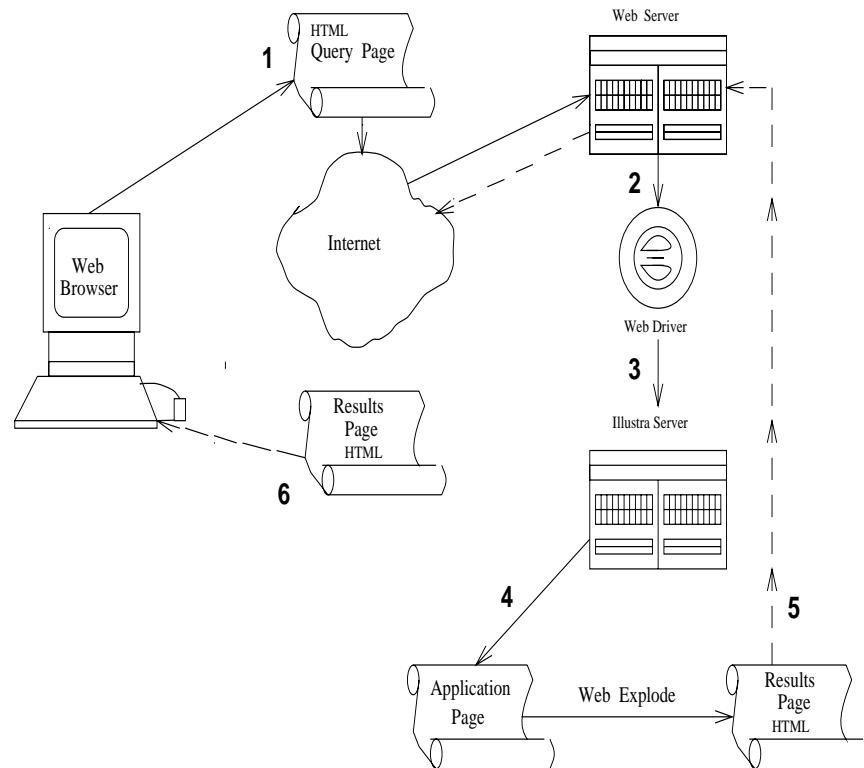 Web Server
HTML
Query Page
1
2
Internet
Web
Browser
Web Driver
3
Illustra Server
Results
Page
HTML
6
4
5
Application
Page
Web Explode
Results
Page
HTML